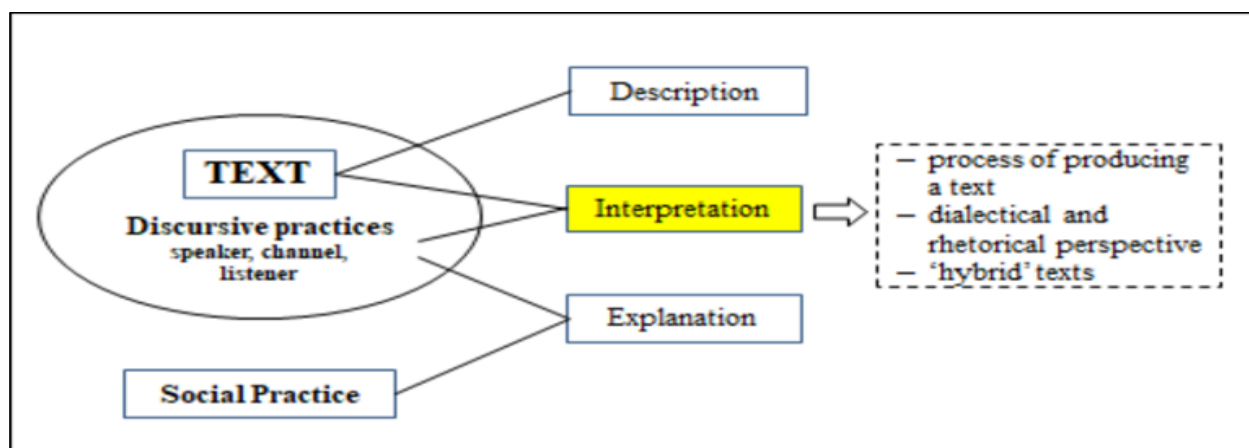 Description
TEXT
Discursive practices
speaker, channel,
listener
Interpretation
– process of producing
a text
– dialectical and
rhetorical perspective
– ‘hybrid’ texts
Explanation
Social Practice